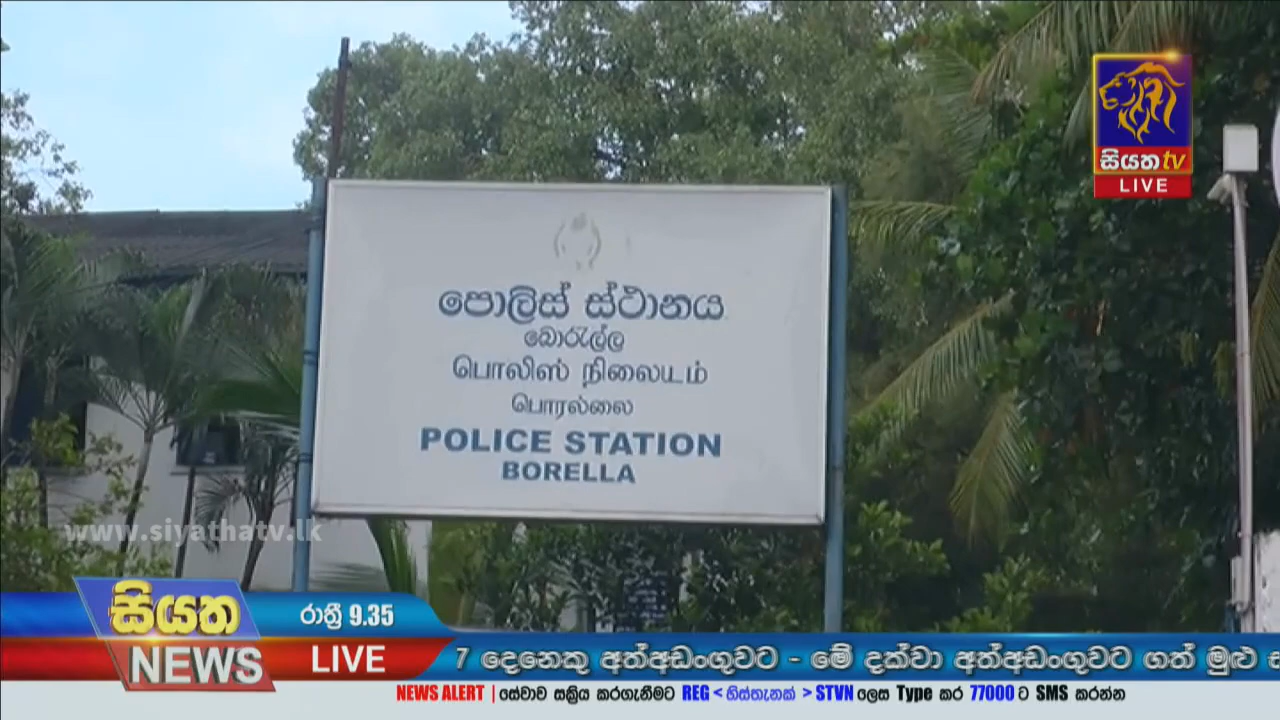 සියත tv
LIVE
පොලිස් ස්ථානය
බොරැල්ල
பொலிஸ் நிலையம்
பொரல்லை
POLICE STATION
BORELLA
www.siyathatv.lk
සියත
NEWS
රාත්‍රී 9.35
LIVE
7 දෙනෙකු අත්අඩංගුවට - මේ දක්වා අත්අඩංගුවට ගත් මුළු
NEWS ALERT | සේවාව සක්‍රිය කරගැනීමට REG < හිස්තැනක් > STVN ලෙස Type කර 77000 ට SMS කරන්න